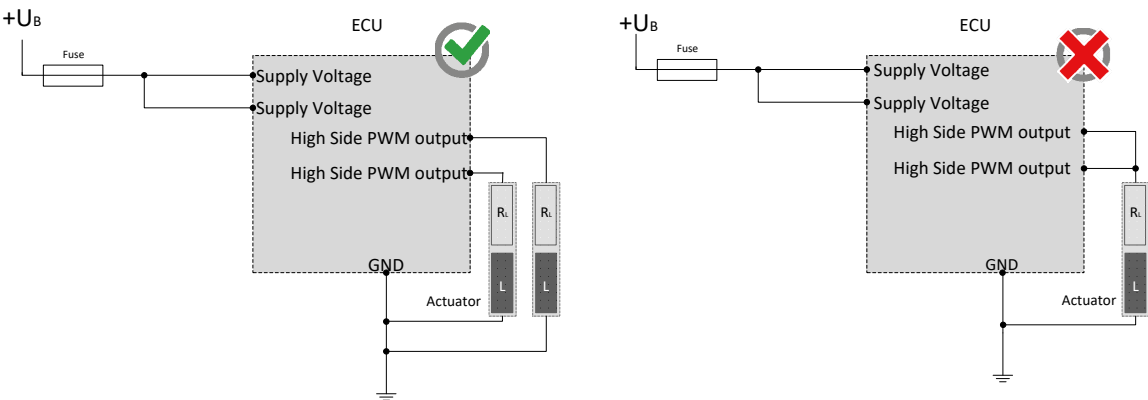 +UB
ECU
Fuse
Supply Voltage
Supply Voltage
High Side PWM output
High Side PWM output
RL
RL
GND
L
L
Actuator
+UB
ECU
Fuse
Supply Voltage
Supply Voltage
High Side PWM output
High Side PWM output
RL
GND
L
Actuator